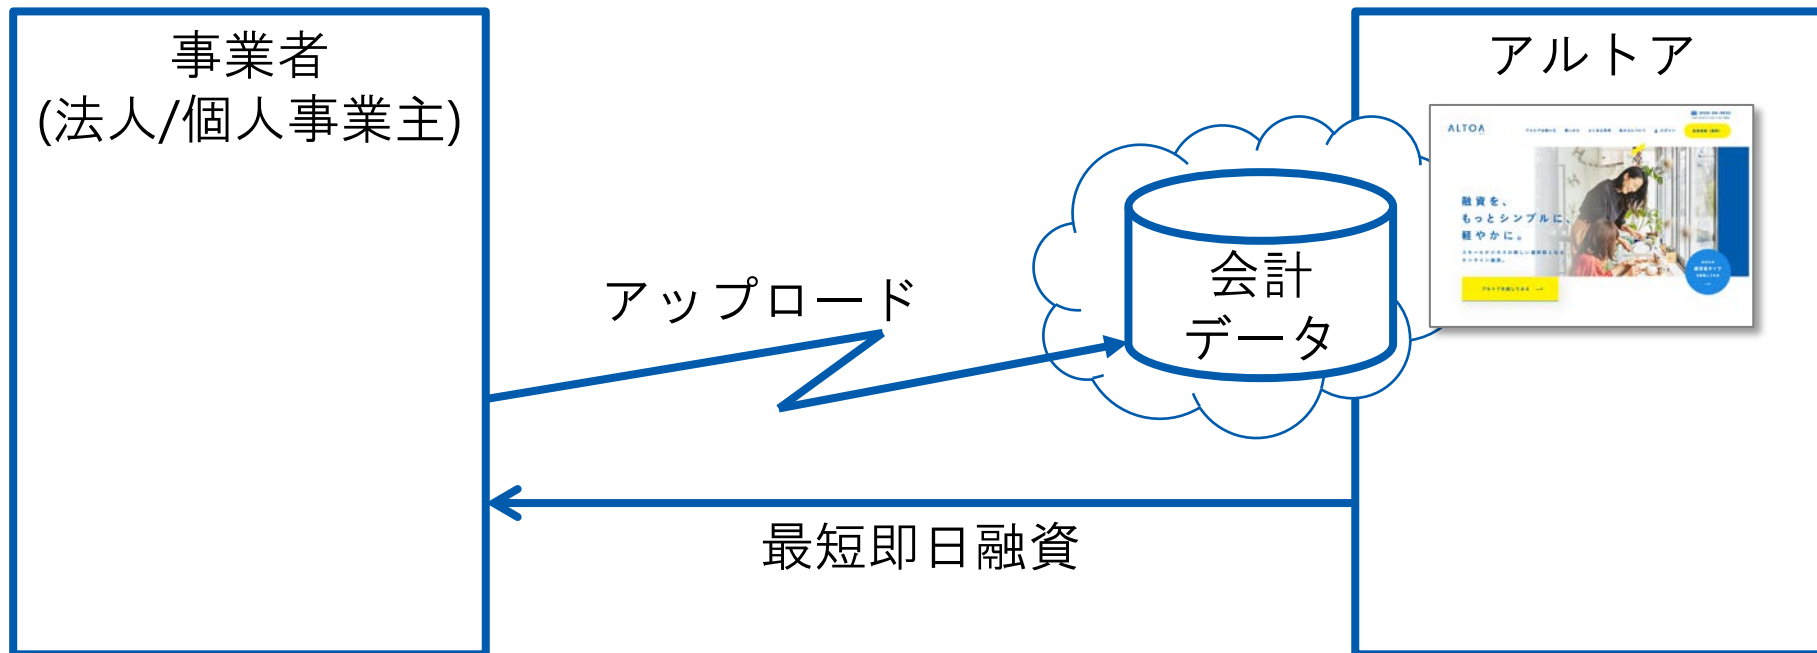 事業者
(法人/個人事業主)
アルトア
ALTOA
融資を、
もっとシンプルに、
軽やかに。
アップロード
会計
データ
最短即日融資